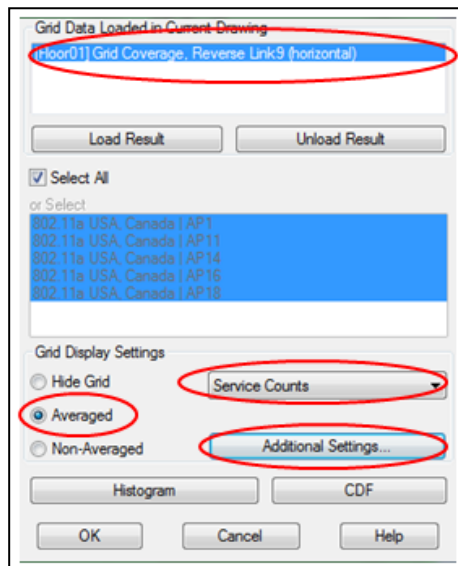 Grid Data Loaded in Current Drawing
[Floor01] Grid Coverage, Reverse Link9 (horizontal)
Load Result Unload Result
Select All
or Select
802.11a USA, Canada | AP1
802.11a USA, Canada | AP11
802.11a USA, Canada | AP14
802.11a USA, Canada | AP16
802.11a USA, Canada | AP18
Grid Display Settings
Hide Grid Service Counts
Averaged
Non-Averaged Additional Settings...
Histogram CDF
OK Cancel Help